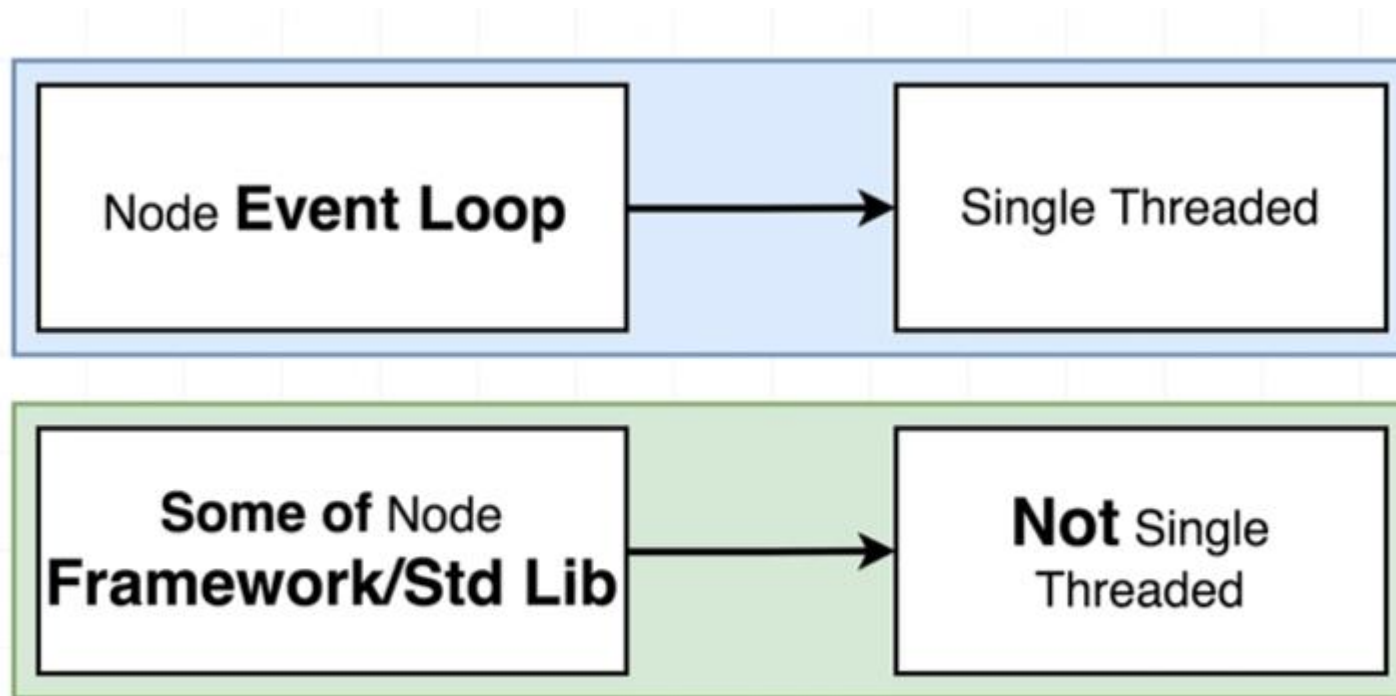 Node Event Loop
Single Threaded
Some of Node
Framework/Std Lib
Not Single
Threaded